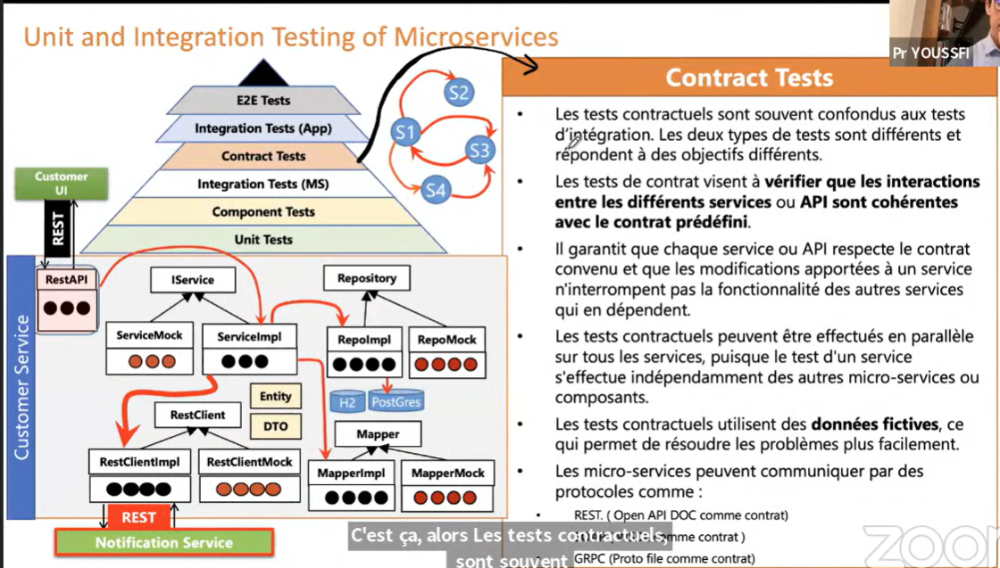 Unit and Integration Testing of Microservices
Pr YOUSSFI
E2E Tests
Integration Tests (App)
Contract Tests
Integration Tests (MS)
Component Tests
Unit Tests
S2
S1
S3
S4
Customer
UI
REST
Customer Service
RestAPI
IService
Repository
ServiceMock
ServiceImpl
RepoImpl
RepoMock
Entity
DTO
H2
PostGres
RestClient
Mapper
RestClientImpl
RestClientMock
MapperImpl
MapperMock
REST
Notification Service
Contract Tests
• Les tests contractuels sont souvent confondus aux tests
d'intégration. Les deux types de tests sont différents et
répondent à des objectifs différents.
• Les tests de contrat visent à vérifier que les interactions
entre les différents services ou API sont cohérentes
avec le contrat prédéfini.
• Il garantit que chaque service ou API respecte le contrat
convenu et que les modifications apportées à un service
n'interrompent pas la fonctionnalité des autres services
qui en dépendent.
• Les tests contractuels peuvent être effectués en parallèle
sur tous les services, puisque le test d'un service
s'effectue indépendamment des autres micro-services ou
composants.
• Les tests contractuels utilisent des données fictives, ce
qui permet de résoudre les problèmes plus facilement.
• Les micro-services peuvent communiquer par des
protocoles comme :
• REST. ( Open API DOC comme contrat)
comme contrat )
• GRPC (Proto file comme contrat)
C'est ça, alors Les tests contractuels,
sont souvent
zoom